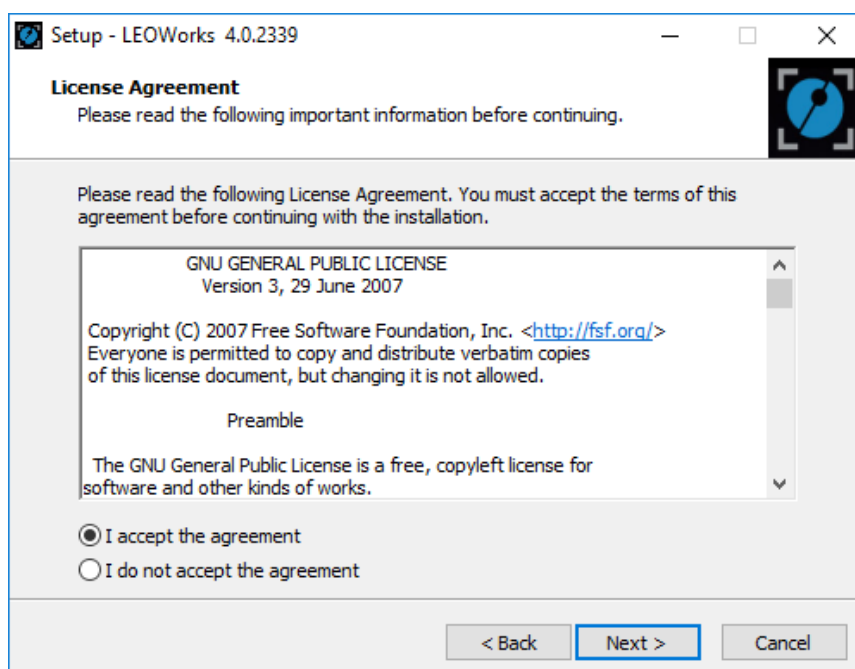 Setup - LEOWorks 4.0.2339
License Agreement
Please read the following important information before continuing.
Please read the following License Agreement. You must accept the terms of this
agreement before continuing with the installation.
GNU GENERAL PUBLIC LICENSE
Version 3, 29 June 2007
Copyright (C) 2007 Free Software Foundation, Inc. <http://fsf.org/>
Everyone is permitted to copy and distribute verbatim copies
of this license document, but changing it is not allowed.
Preamble
The GNU General Public License is a free, copyleft license for
software and other kinds of works.
I accept the agreement
I do not accept the agreement
< Back Next > Cancel